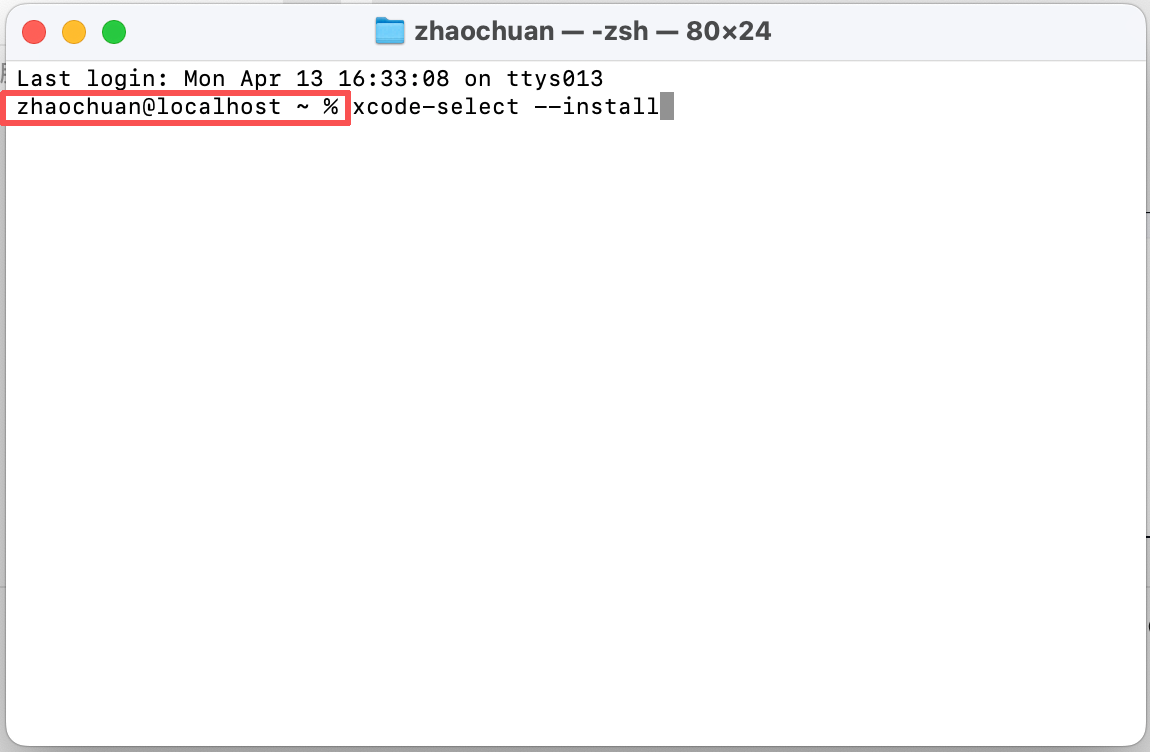 zhaochuan — -zsh — 80×24
Last login: Mon Apr 13 16:33:08 on ttys013
zhaochuan@localhost ~ % xcode-select --install